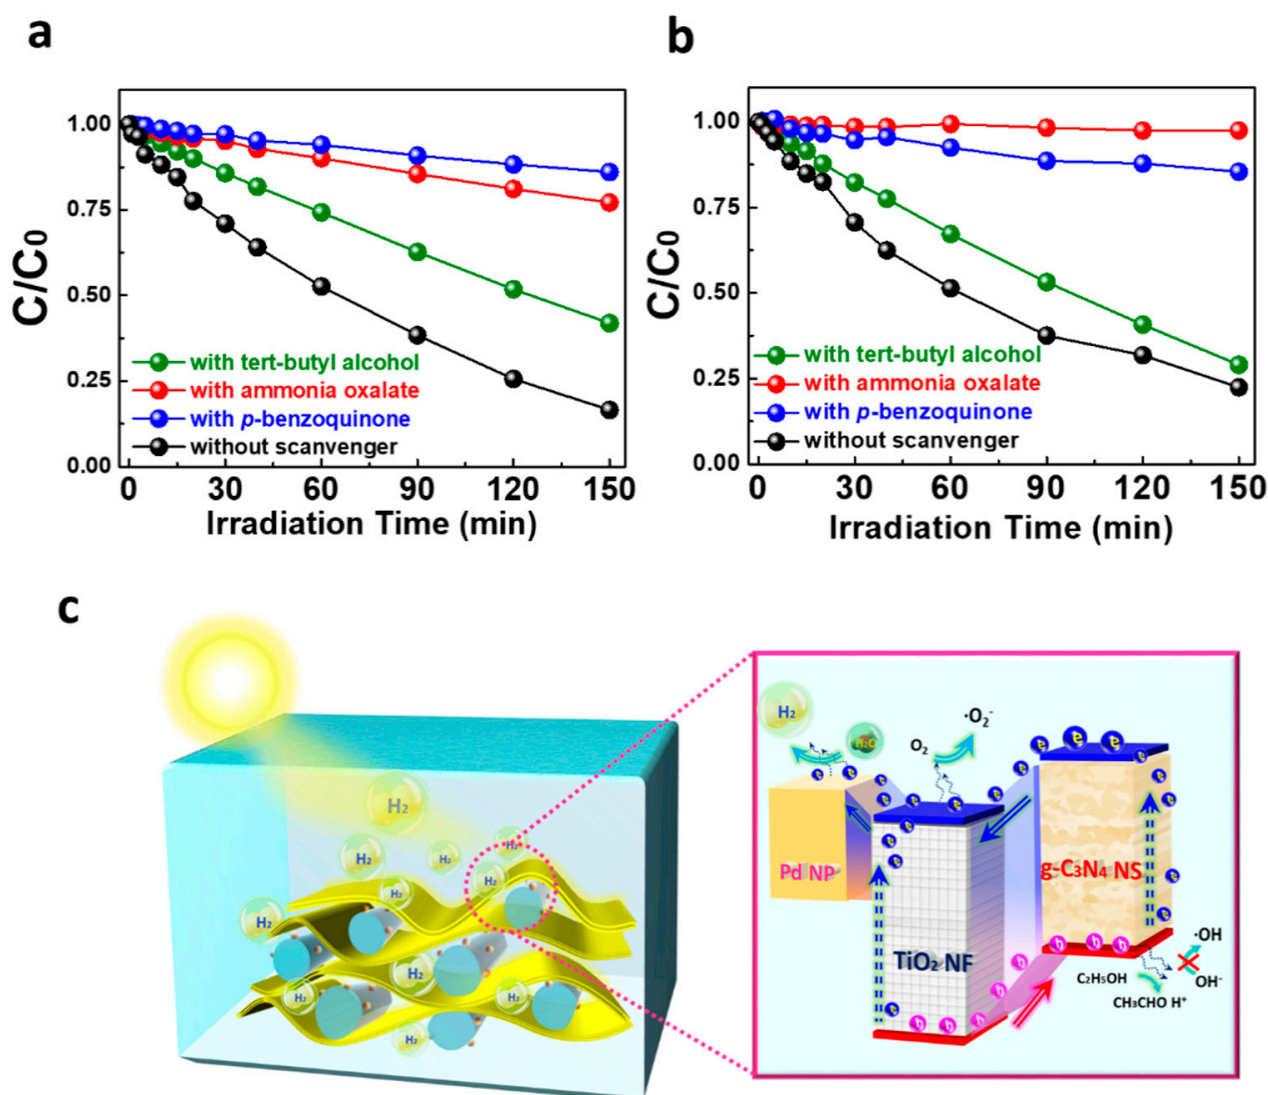 a
C/C0
1.00
0.75
0.50
0.25
0.00
with tert-butyl alcohol
with ammonia oxalate
with p-benzoquinone
without scanvenger
0 30 60 90 120 150
Irradiation Time (min)
b
C/C0
1.00
0.75
0.50
0.25
0.00
with tert-butyl alcohol
with ammonia oxalate
with p-benzoquinone
without scanvenger
0 30 60 90 120 150
Irradiation Time (min)
c
H₂
H₂
H₂
H₂
H₂
H₂
H₂
H₂
H₂
H₂
H₂
H₂
H₂O
O₂
·O₂⁻
e e e
e e e e e e e e e e e e e e e e e
Pd NP
g-C₃N₄ NS
TiO₂ NF
h h h
h h
h h h
·OH
OH⁻
C₂H₅OH
CH₃CHO H⁺